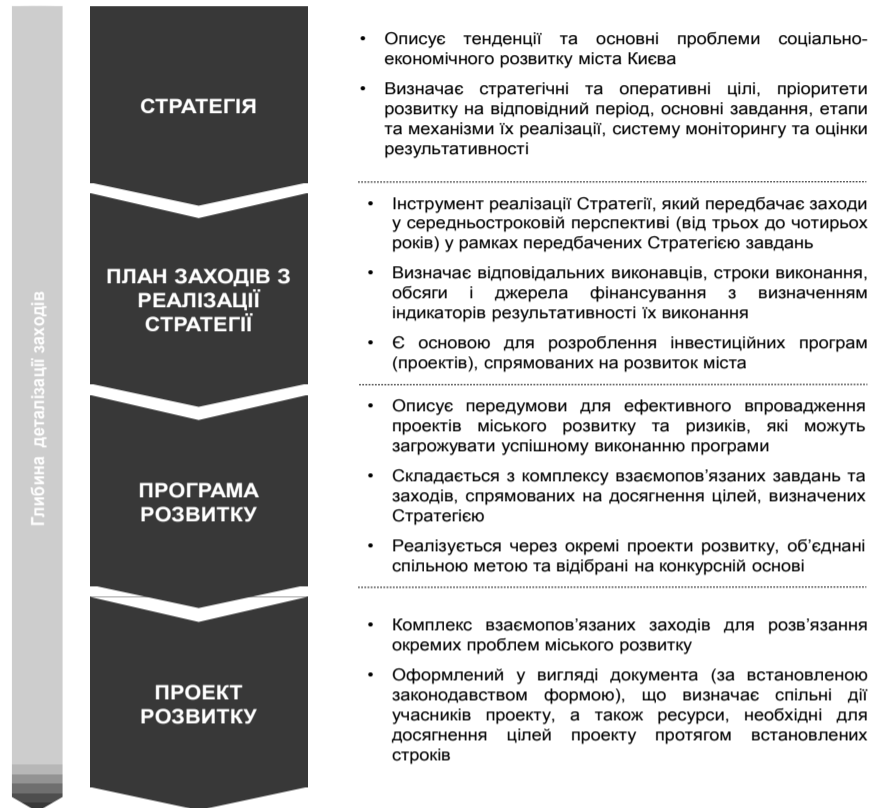 Глибина деталізації заходів
СТРАТЕГІЯ
• Описує тенденції та основні проблеми соціально-
економічного розвитку міста Києва
• Визначає стратегічні та оперативні цілі, пріоритети
розвитку на відповідний період, основні завдання, етапи
та механізми їх реалізації, систему моніторингу та оцінки
результативності
ПЛАН ЗАХОДІВ З
РЕАЛІЗАЦІЇ
СТРАТЕГІЇ
• Інструмент реалізації Стратегії, який передбачає заходи
у середньостроковій перспективі (від трьох до чотирьох
років) у рамках передбачених Стратегією завдань
• Визначає відповідальних виконавців, строки виконання,
обсяги і джерела фінансування з визначенням
індикаторів результативності їх виконання
• Є основою для розроблення інвестиційних програм
(проектів), спрямованих на розвиток міста
ПРОГРАМА
РОЗВИТКУ
• Описує передумови для ефективного впровадження
проектів міського розвитку та ризиків, які можуть
загрожувати успішному виконанню програми
• Складається з комплексу взаємопов’язаних завдань та
заходів, спрямованих на досягнення цілей, визначених
Стратегією
• Реалізується через окремі проекти розвитку, об’єднані
спільною метою та відібрані на конкурсній основі
ПРОЕКТ
РОЗВИТКУ
• Комплекс взаємопов’язаних заходів для розв’язання
окремих проблем міського розвитку
• Оформлений у вигляді документа (за встановленою
законодавством формою), що визначає спільні дії
учасників проекту, а також ресурси, необхідні для
досягнення цілей проекту протягом встановлених
строків